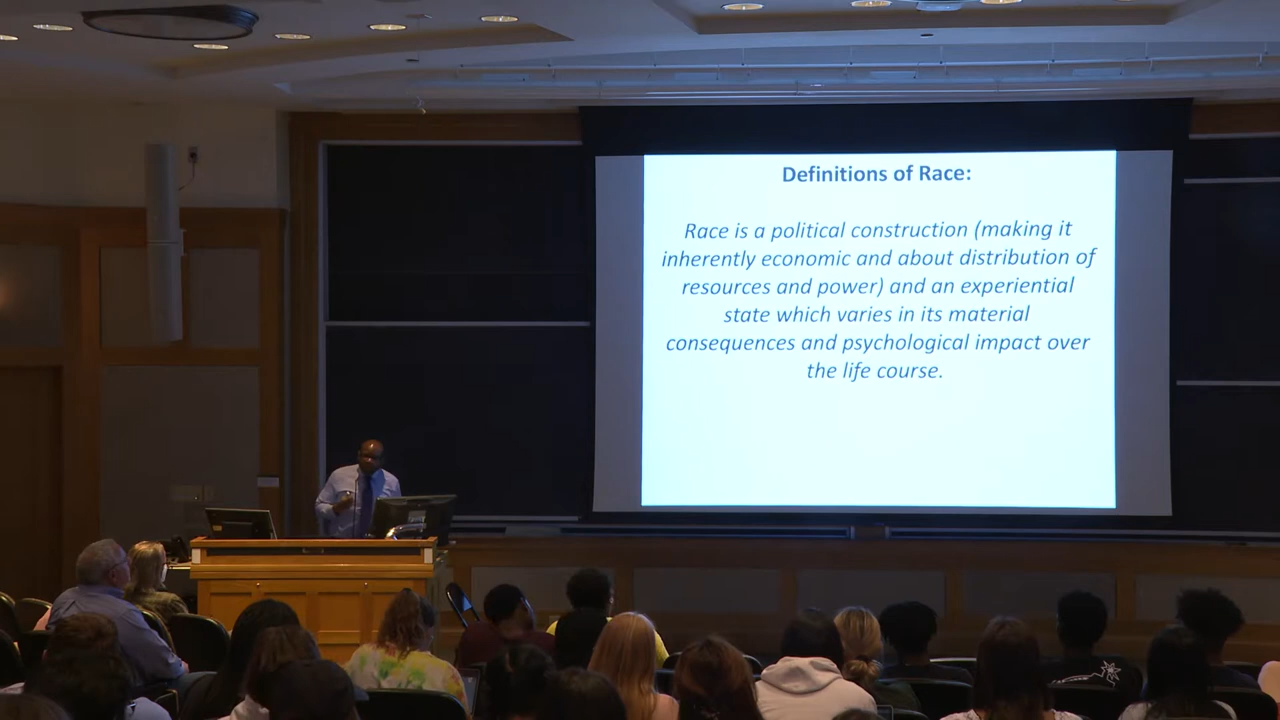 Definitions of Race:
Race is a political construction (making it
inherently economic and about distribution of
resources and power) and an experiential
state which varies in its material
consequences and psychological impact over
the life course.